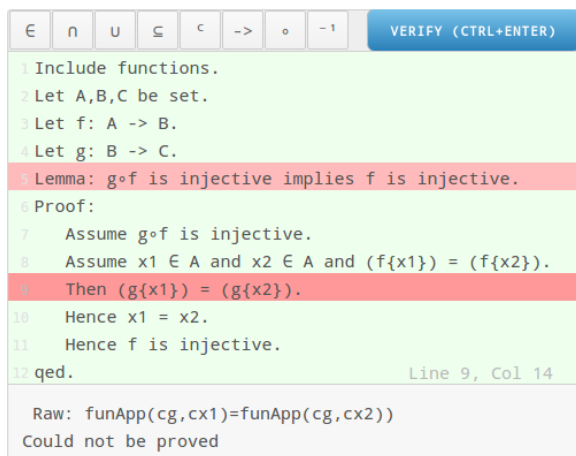 ∈ ∩ ∪ ⊆ ᶜ -> ∘ ⁻¹ VERIFY (CTRL+ENTER)
1 Include functions.
2 Let A,B,C be set.
3 Let f: A -> B.
4 Let g: B -> C.
5 Lemma: g∘f is injective implies f is injective.
6 Proof:
7 Assume g∘f is injective.
8 Assume x1 ∈ A and x2 ∈ A and (f{x1}) = (f{x2}).
9 Then (g{x1}) = (g{x2}).
10 Hence x1 = x2.
11 Hence f is injective.
12 qed. Line 9, Col 14
Raw: funApp(cg,cx1)=funApp(cg,cx2))
Could not be proved